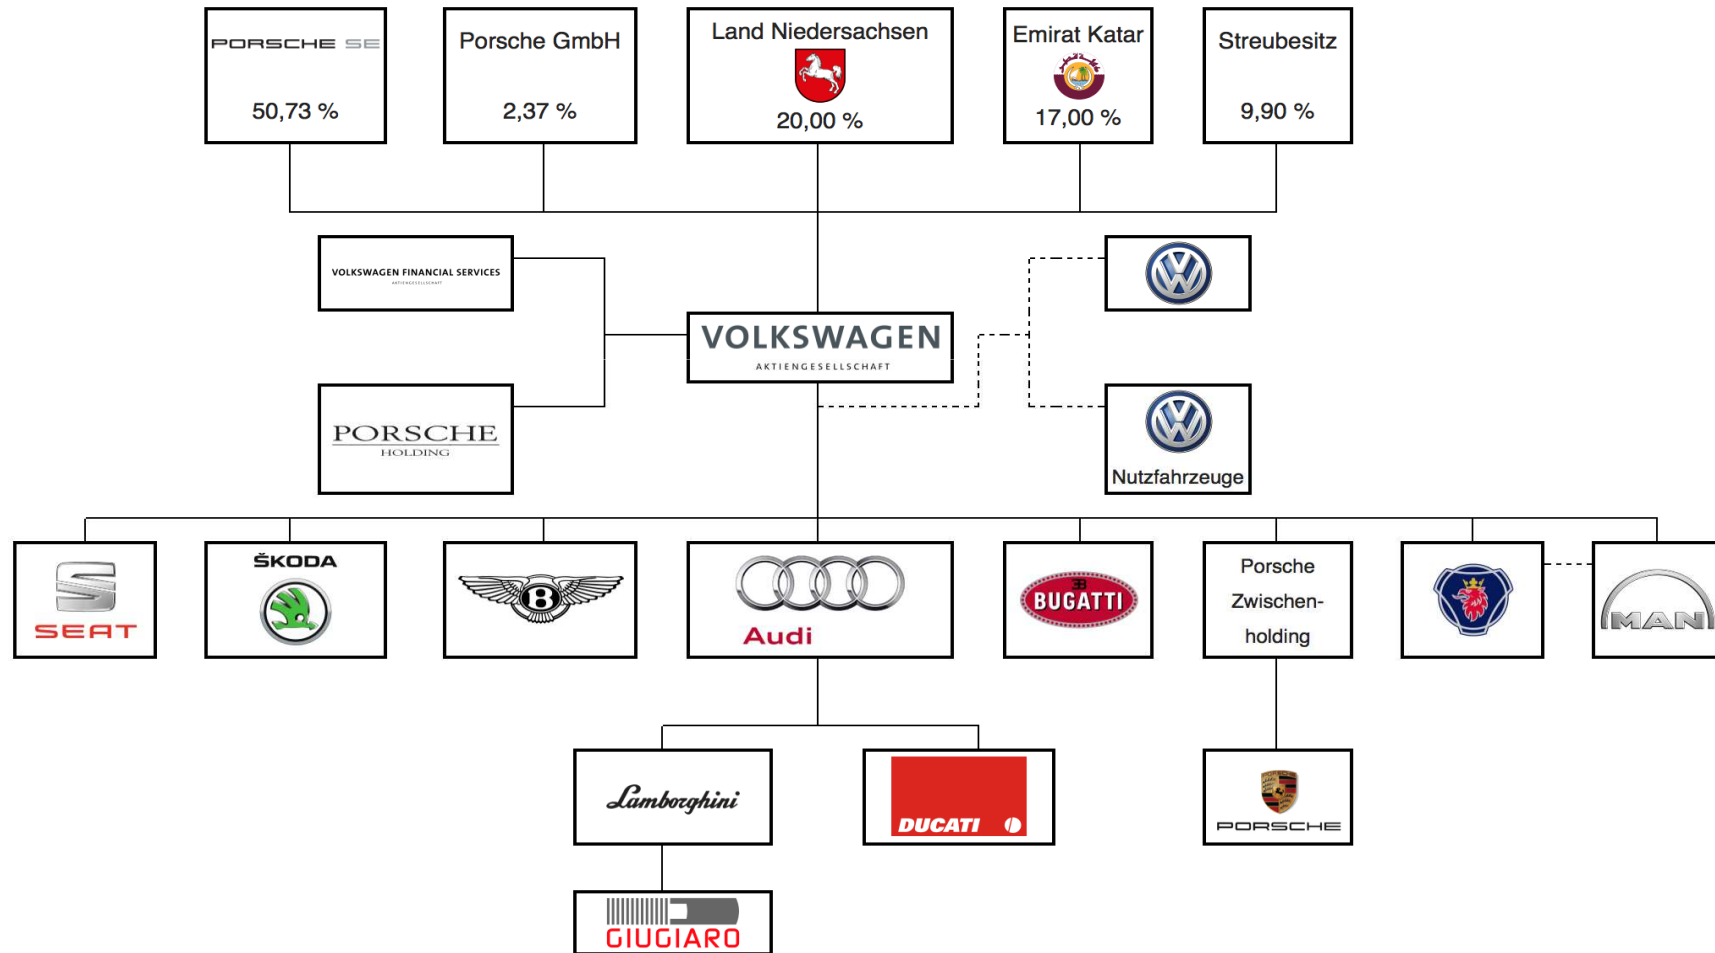 PORSCHE SE
50,73 %
Porsche GmbH
2,37 %
Land Niedersachsen
20,00 %
Emirat Katar
17,00 %
Streubesitz
9,90 %
VOLKSWAGEN FINANCIAL SERVICES
AKTIENGESELLSCHAFT
VOLKSWAGEN
AKTIENGESELLSCHAFT
PORSCHE
HOLDING
Nutzfahrzeuge
SEAT
ŠKODA
B
Audi
BUGATTI
Porsche
Zwischen-
holding
MAN
Lamborghini
DUCATI
PORSCHE
GIUGIARO